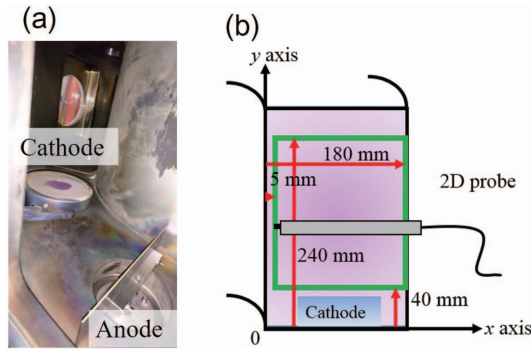 (a)
Cathode
Anode
(b)
y axis
180 mm
5 mm
2D probe
240 mm
40 mm
Cathode
0
x axis